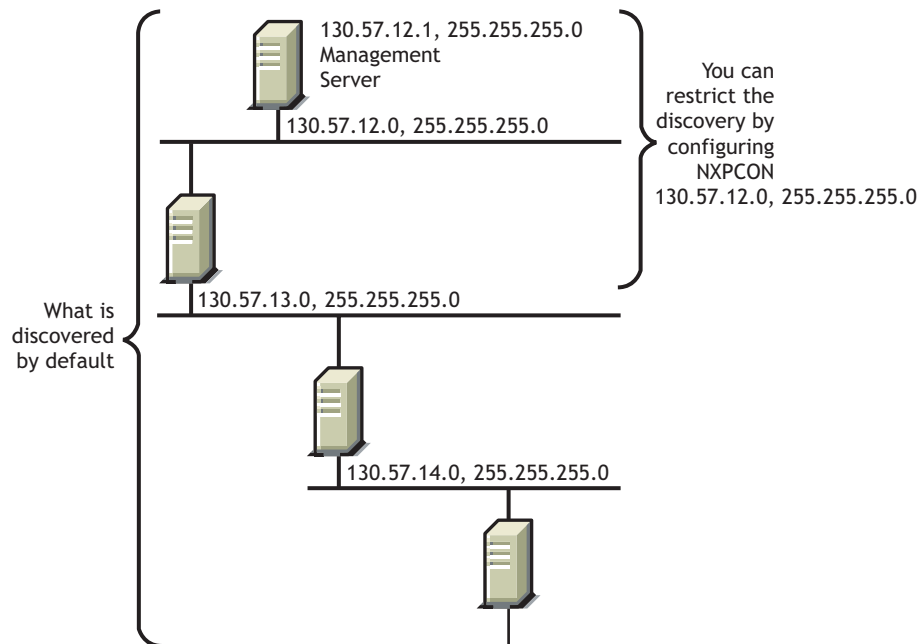 130.57.12.1, 255.255.255.0
Management
Server
You can
restrict the
discovery by
configuring
NXPCON
130.57.12.0, 255.255.255.0
130.57.12.0, 255.255.255.0
What is
discovered
by default
130.57.13.0, 255.255.255.0
130.57.14.0, 255.255.255.0